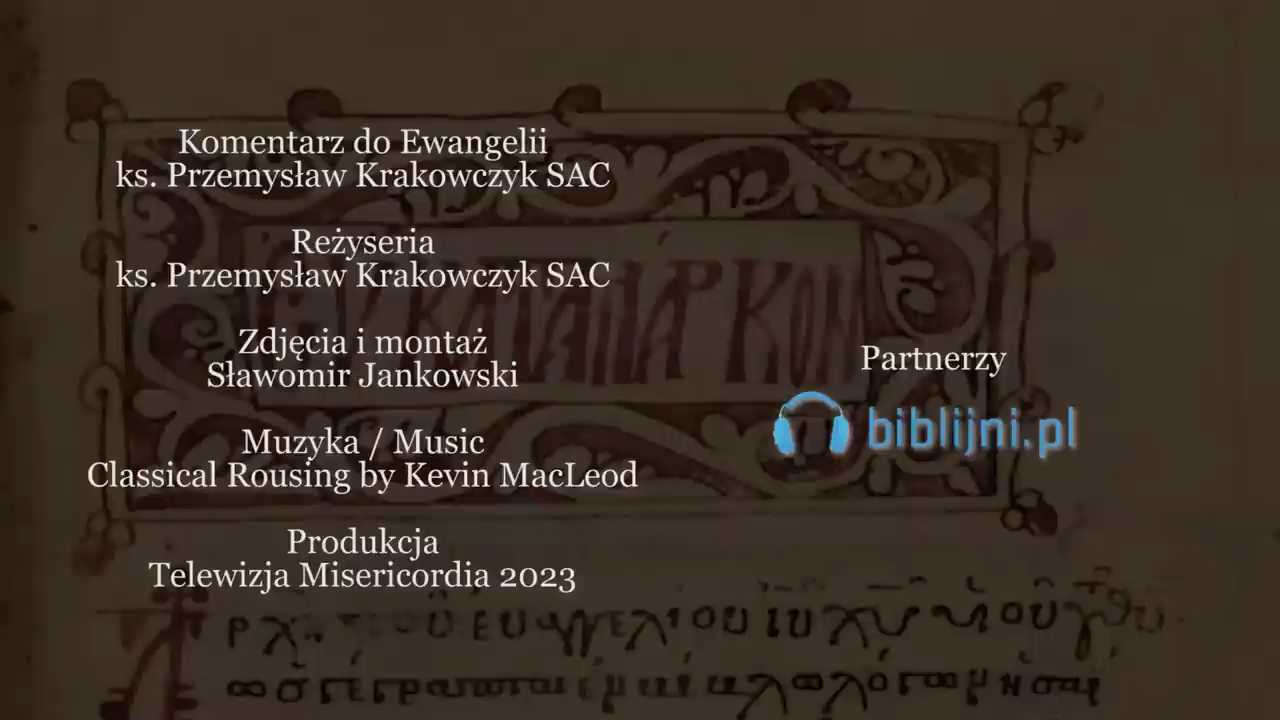 Komentarz do Ewangelii
ks. Przemysław Krakowczyk SAC
Reżyseria
ks. Przemysław Krakowczyk SAC
Zdjęcia i montaż
Sławomir Jankowski
Muzyka / Music
Classical Rousing by Kevin MacLeod
Produkcja
Telewizja Misericordia 2023
Partnerzy
biblijni.pl